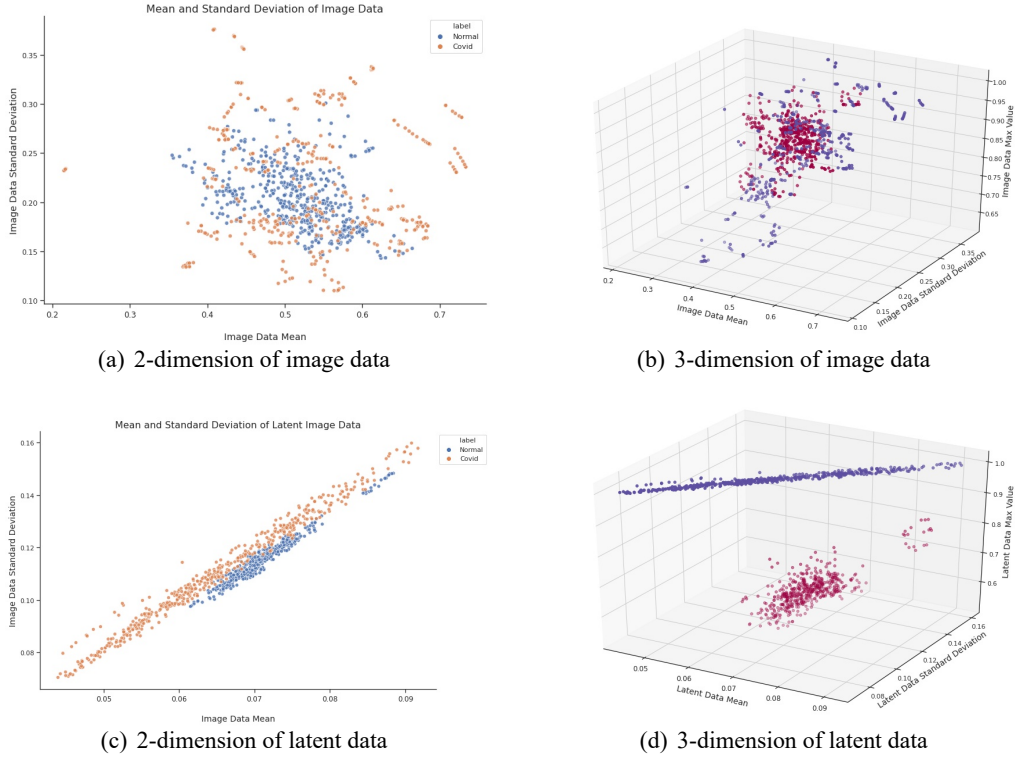 Mean and Standard Deviation of Image Data
label
Normal
Covid
0.35
0.30
0.25
0.20
0.15
0.10
Image Data Standard Deviation
0.2 0.3 0.4 0.5 0.6 0.7
Image Data Mean
(a) 2-dimension of image data
1.00
0.95
0.90
0.85
0.80
0.75
0.70
0.65
Image Data Max Value
0.35
0.30
0.25
0.20
0.15
0.10
Image Data Standard Deviation
0.2 0.3 0.4 0.5 0.6 0.7
Image Data Mean
(b) 3-dimension of image data
Mean and Standard Deviation of Latent Image Data
label
Normal
Covid
0.16
0.14
0.12
0.10
0.08
Image Data Standard Deviation
0.05 0.06 0.07 0.08 0.09
Image Data Mean
(c) 2-dimension of latent data
1.0
0.9
0.8
0.7
0.6
Latent Data Max Value
0.16
0.14
0.12
0.10
0.08
Latent Data Standard Deviation
0.05 0.06 0.07 0.08 0.09
Latent Data Mean
(d) 3-dimension of latent data